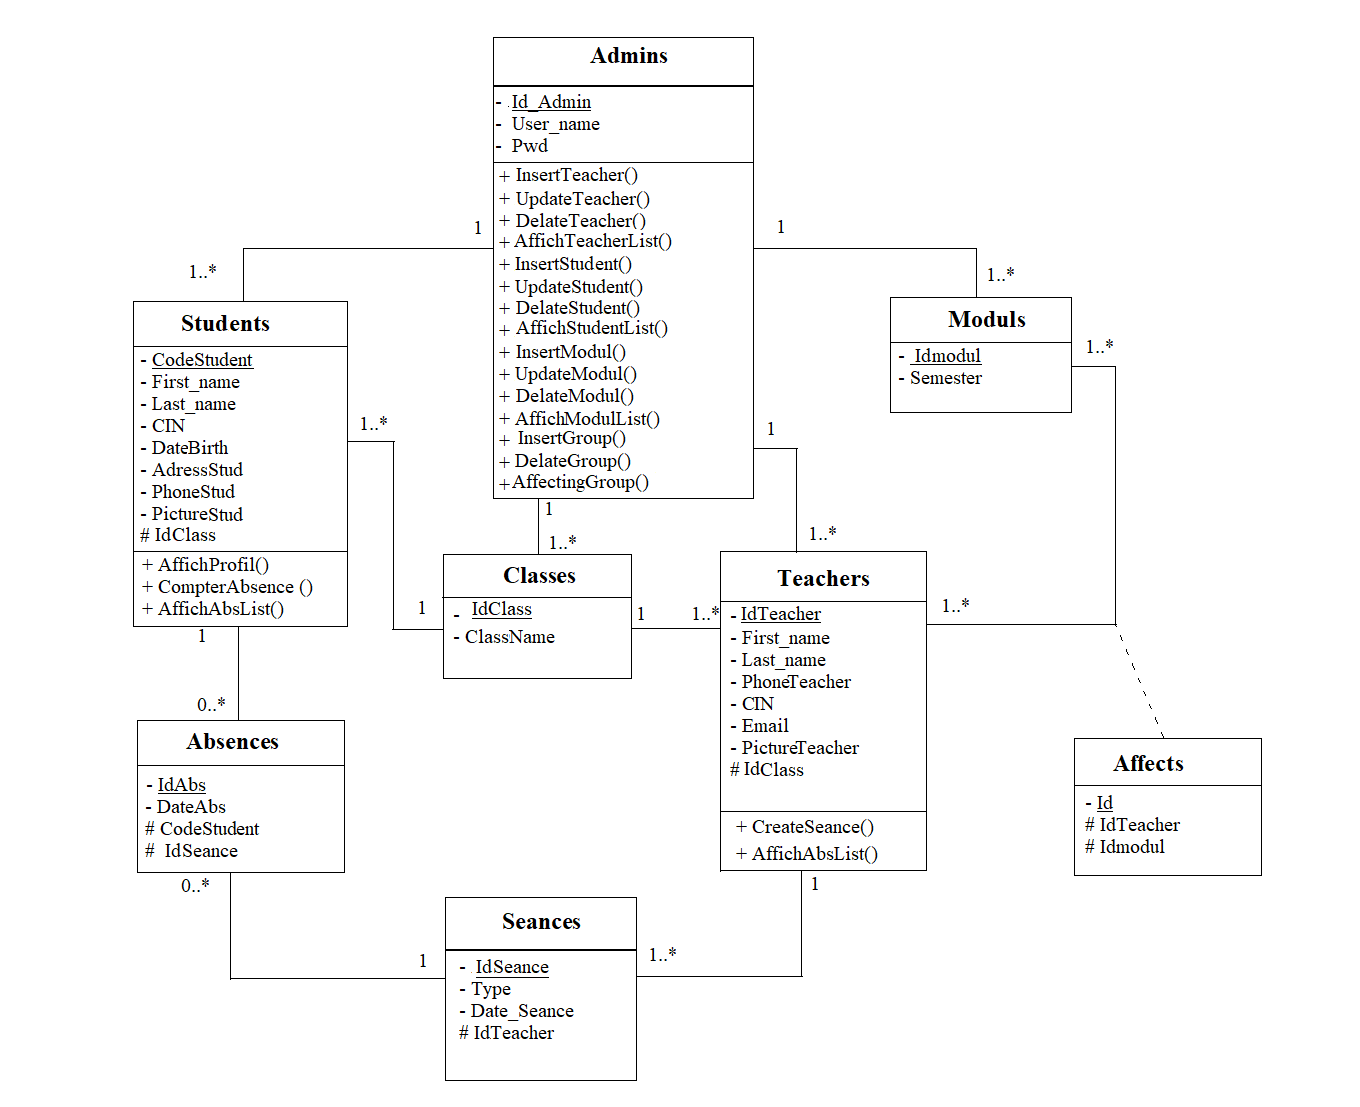 Admins
- Id_Admin
- User_name
- Pwd
+ InsertTeacher()
+ UpdateTeacher()
+ DelateTeacher()
+ AffichTeacherList()
+ InsertStudent()
+ UpdateStudent()
+ DelateStudent()
+ AffichStudentList()
+ InsertModul()
+ UpdateModul()
+ DelateModul()
+ AffichModulList()
+ InsertGroup()
+ DelateGroup()
+ AffectingGroup()
1
1..*
1
1..*
1
1..*
1
1..*
Students
- CodeStudent
- First_name
- Last_name
- CIN
- DateBirth
- AdressStud
- PhoneStud
- PictureStud
# IdClass
+ AffichProfil()
+ CompterAbsence ()
+ AffichAbsList()
1..*
1
1
0..*
Moduls
- Idmodul
- Semester
1..*
1..*
Classes
- IdClass
- ClassName
1
1..*
Teachers
- IdTeacher
- First_name
- Last_name
- PhoneTeacher
- CIN
- Email
- PictureTeacher
# IdClass
+ CreateSeance()
+ AffichAbsList()
1
1..*
Absences
- IdAbs
- DateAbs
# CodeStudent
# IdSeance
0..*
1
Affects
- Id
# IdTeacher
# Idmodul
Seances
- IdSeance
- Type
- Date_Seance
# IdTeacher